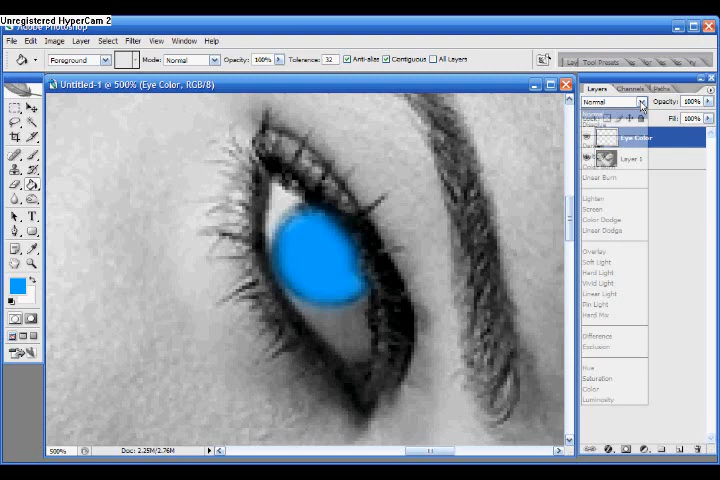 Unregistered HyperCam 2
Adobe Photoshop
File Edit Image Layer Select Filter View Window Help
Foreground Mode: Normal Opacity: 100% Tolerance: 32 Anti-alias Contiguous All Layers
Tool Presets
Untitled-1 @ 500% (Eye Color, RGB/8)
Layers Channels Paths
Normal Opacity: 100%
Lock: Fill: 100%
Eye Color
Layer 1
Linear Burn
Lighten
Screen
Color Dodge
Linear Dodge
Overlay
Soft Light
Hard Light
Vivid Light
Linear Light
Pin Light
Hard Mix
Difference
Exclusion
Hue
Saturation
Color
Luminosity
500% Doc: 2.25M/2.76M